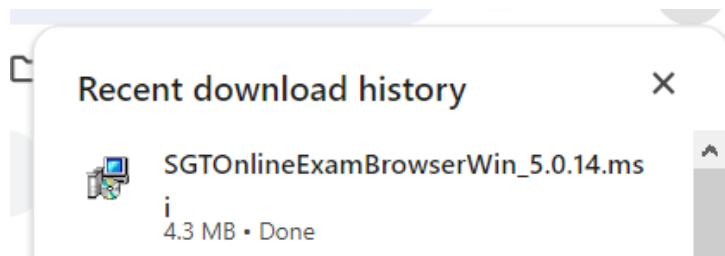 Recent download history
SGTOnlineExamBrowserWin_5.0.14.ms
i
4.3 MB • Done